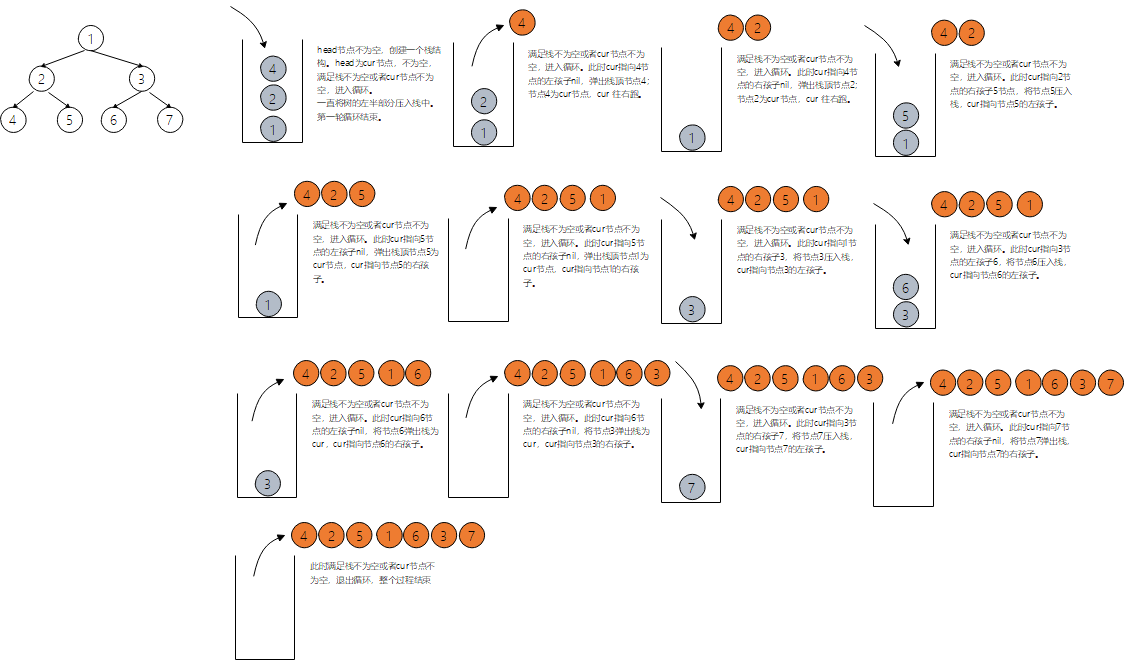 1
2
3
4
5
6
7
4
2
1
head节点不为空，创建一个栈结
构。head为cur节点，不为空，
满足栈不为空或者cur节点不为
空，进入循环。
一直将树的左半部分压入栈中。
第一轮循环结束。
4
2
1
满足栈不为空或者cur节点不为
空，进入循环。此时cur指向4节
点的左孩子nil，弹出栈顶节点4；
节点4为cur节点，cur 往右跑。
4
2
1
满足栈不为空或者cur节点不为
空，进入循环。此时cur指向4节
点的右孩子nil，弹出栈顶节点2；
节点2为cur节点，cur 往右跑。
4
2
5
1
满足栈不为空或者cur节点不为
空，进入循环。此时cur指向2节
点的右孩子5节点，将节点5压入
栈，cur指向节点5的左孩子。
4
2
5
1
满足栈不为空或者cur节点不为
空，进入循环。此时cur指向5节
点的左孩子nil，弹出栈顶节点5为
cur节点，cur指向节点5的右孩
子。
4
2
5
1
满足栈不为空或者cur节点不为
空，进入循环。此时cur指向5节
点的右孩子nil，弹出栈顶节点1为
cur节点，cur指向节点1的右孩
子。
4
2
5
1
3
满足栈不为空或者cur节点不为
空，进入循环。此时cur指向1节
点的右孩子3，将节点3压入栈，
cur指向节点3的左孩子。
4
2
5
1
6
3
满足栈不为空或者cur节点不为
空，进入循环。此时cur指向3节
点的左孩子6，将节点6压入栈，
cur指向节点6的左孩子。
4
2
5
1
6
3
满足栈不为空或者cur节点不为
空，进入循环。此时cur指向6节
点的左孩子nil，将节点6弹出栈为
cur，cur指向节点6的右孩子。
4
2
5
1
6
3
满足栈不为空或者cur节点不为
空，进入循环。此时cur指向6节
点的右孩子nil，将节点3弹出栈为
cur，cur指向节点3的右孩子。
4
2
5
1
6
3
7
满足栈不为空或者cur节点不为
空，进入循环。此时cur指向3节
点的右孩子7，将节点7压入栈，
cur指向节点7的左孩子。
4
2
5
1
6
3
7
满足栈不为空或者cur节点不为
空，进入循环。此时cur指向7节
点的右孩子nil，将节点7弹出栈，
cur指向节点7的右孩子。
4
2
5
1
6
3
7
此时满足栈不为空或者cur节点不
为空，退出循环，整个过程结束